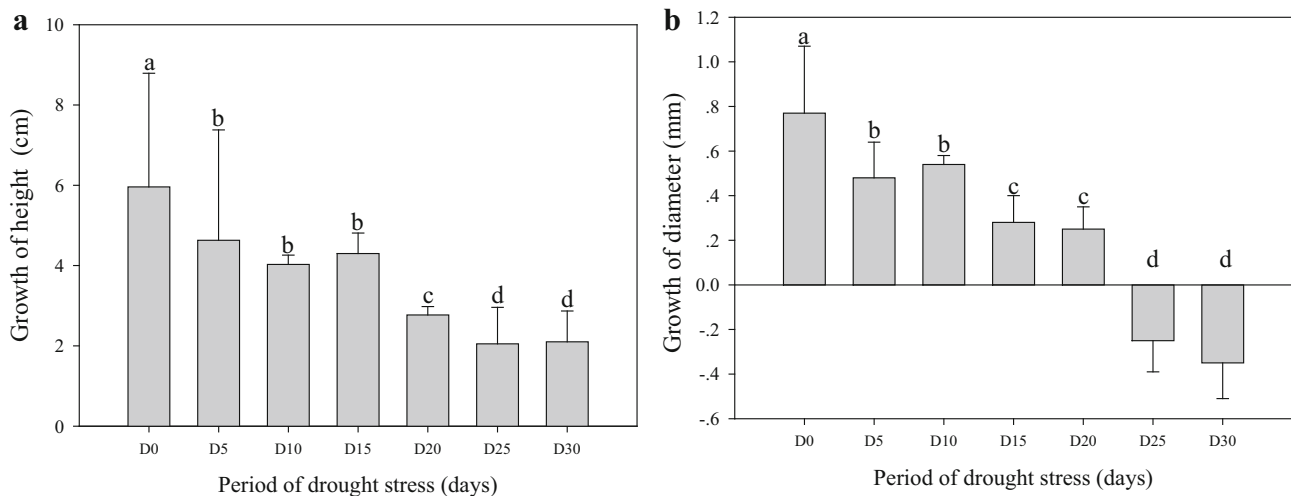 a
Growth of height (cm)
10
8
6
4
2
0
a
b
b
b
c
d
d
D0 D5 D10 D15 D20 D25 D30
Period of drought stress (days)
b
Growth of diameter (mm)
1.2
1.0
.8
.6
.4
.2
0.0
-.2
-.4
-.6
a
b
b
c
c
d
d
D0 D5 D10 D15 D20 D25 D30
Period of drought stress (days)